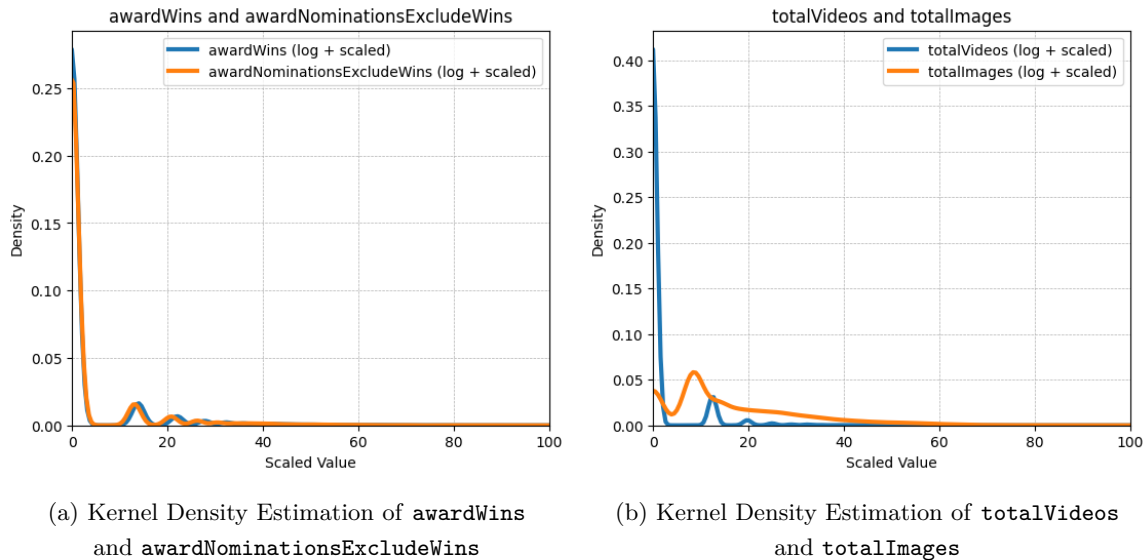 awardWins and awardNominationsExcludeWins
awardWins (log + scaled)
awardNominationsExcludeWins (log + scaled)
0.25
0.20
0.15
0.10
0.05
0.00
Density
0 20 40 60 80 100
Scaled Value
(a) Kernel Density Estimation of awardWins
and awardNominationsExcludeWins
totalVideos and totalImages
totalVideos (log + scaled)
totalImages (log + scaled)
0.40
0.35
0.30
0.25
0.20
0.15
0.10
0.05
0.00
Density
0 20 40 60 80 100
Scaled Value
(b) Kernel Density Estimation of totalVideos
and totalImages